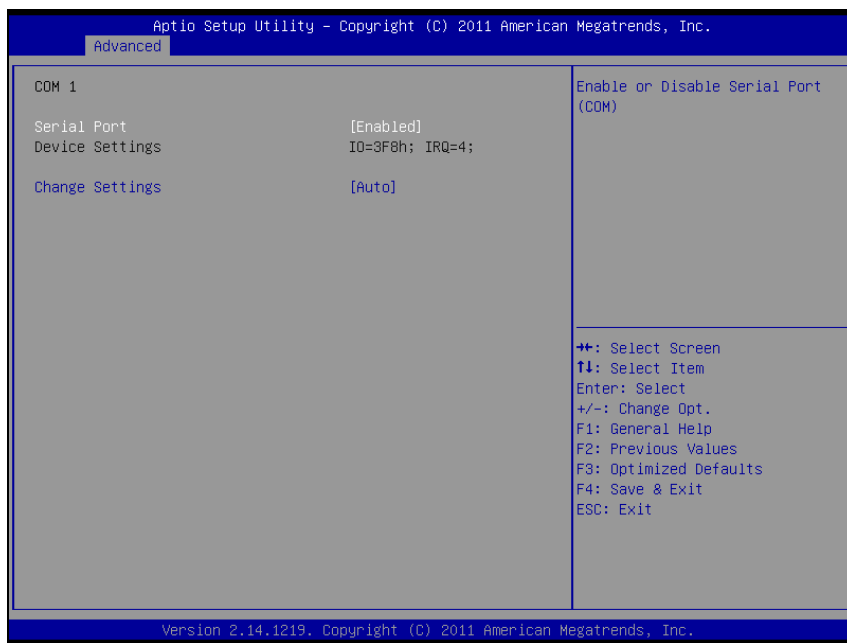 Aptio Setup Utility – Copyright (C) 2011 American Megatrends, Inc.
Advanced
COM 1
Serial Port [Enabled]
Device Settings IO=3F8h; IRQ=4;
Change Settings [Auto]
Enable or Disable Serial Port
(COM)
→←: Select Screen
↑↓: Select Item
Enter: Select
+/-: Change Opt.
F1: General Help
F2: Previous Values
F3: Optimized Defaults
F4: Save & Exit
ESC: Exit
Version 2.14.1219. Copyright (C) 2011 American Megatrends, Inc.